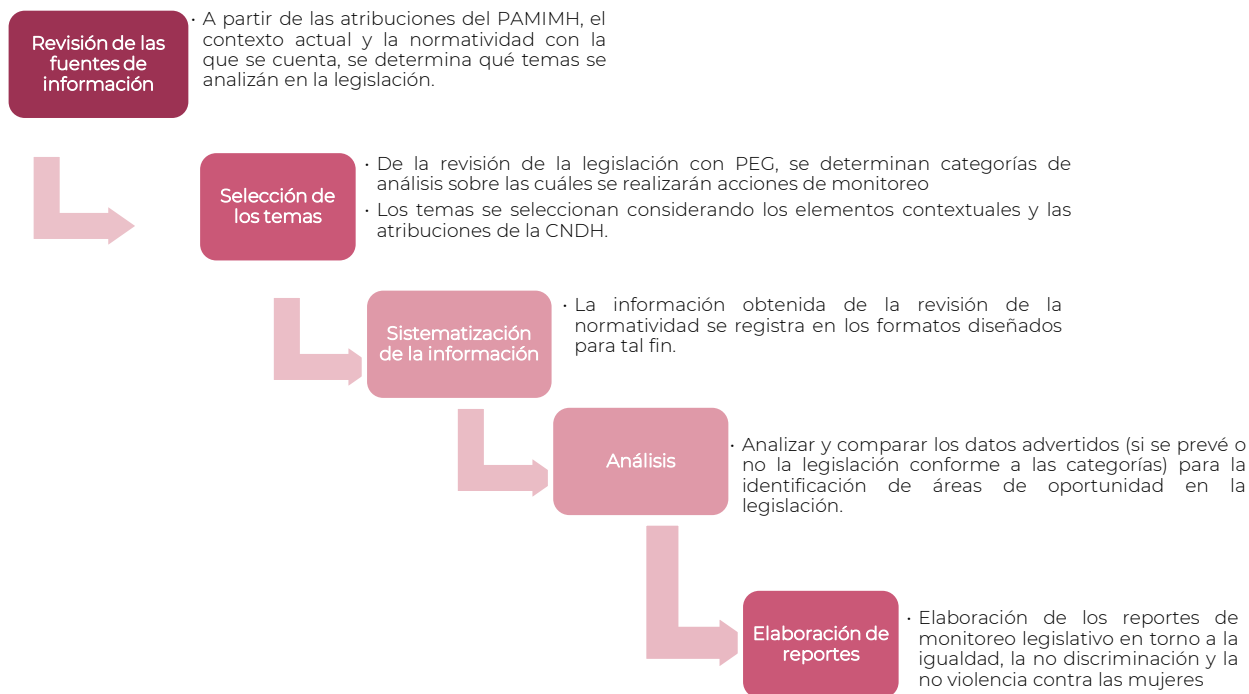 Revisión de las
fuentes de
información
· A partir de las atribuciones del PAMIMH, el
contexto actual y la normatividad con la
que se cuenta, se determina qué temas se
analizán en la legislación.
Selección de
los temas
· De la revisión de la legislación con PEG, se determinan categorías de
análisis sobre las cuáles se realizarán acciones de monitoreo
· Los temas se seleccionan considerando los elementos contextuales y las
atribuciones de la CNDH.
Sistematización
de la información
· La información obtenida de la revisión de la
normatividad se registra en los formatos diseñados
para tal fin.
Análisis
· Analizar y comparar los datos advertidos (si se prevé o
no la legislación conforme a las categorías) para la
identificación de áreas de oportunidad en la
legislación.
Elaboración de
reportes
· Elaboración de los reportes de
monitoreo legislativo en torno a la
igualdad, la no discriminación y la
no violencia contra las mujeres